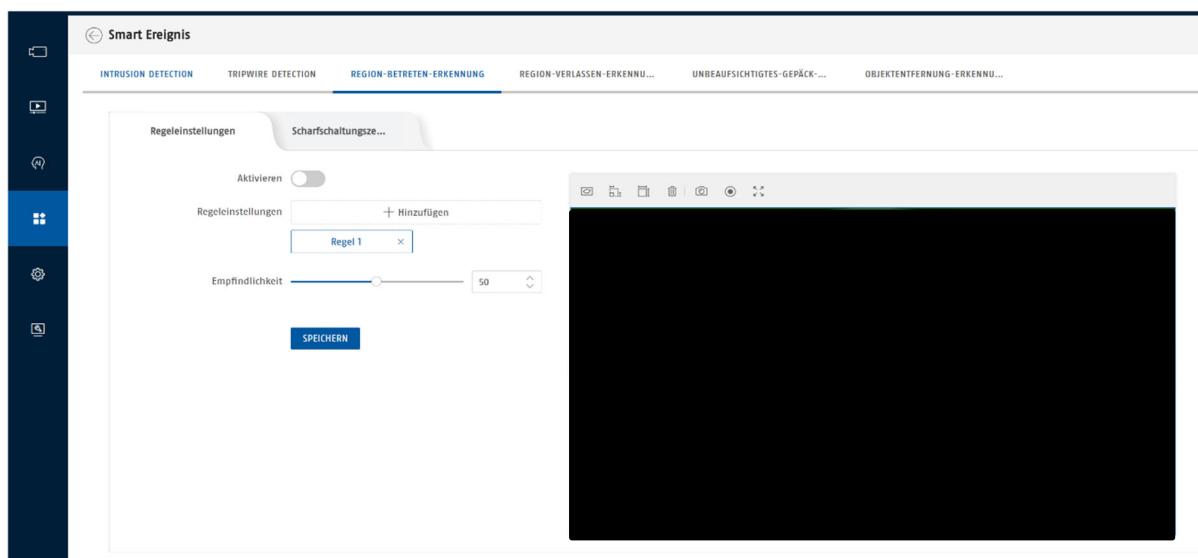 Smart Ereignis
INTRUSION DETECTION TRIPWIRE DETECTION REGION-BETRETEN-ERKENNUNG REGION-VERLASSEN-ERKENNU... UNBEAUFSICHTIGTES-GEPÄCK-... OBJEKTENTFERNUNG-ERKENNU...
Regeleinstellungen Scharfschaltungsze...
Aktivieren
Regeleinstellungen + Hinzufügen
Regel 1 ×
Empfindlichkeit 50
SPEICHERN
AI